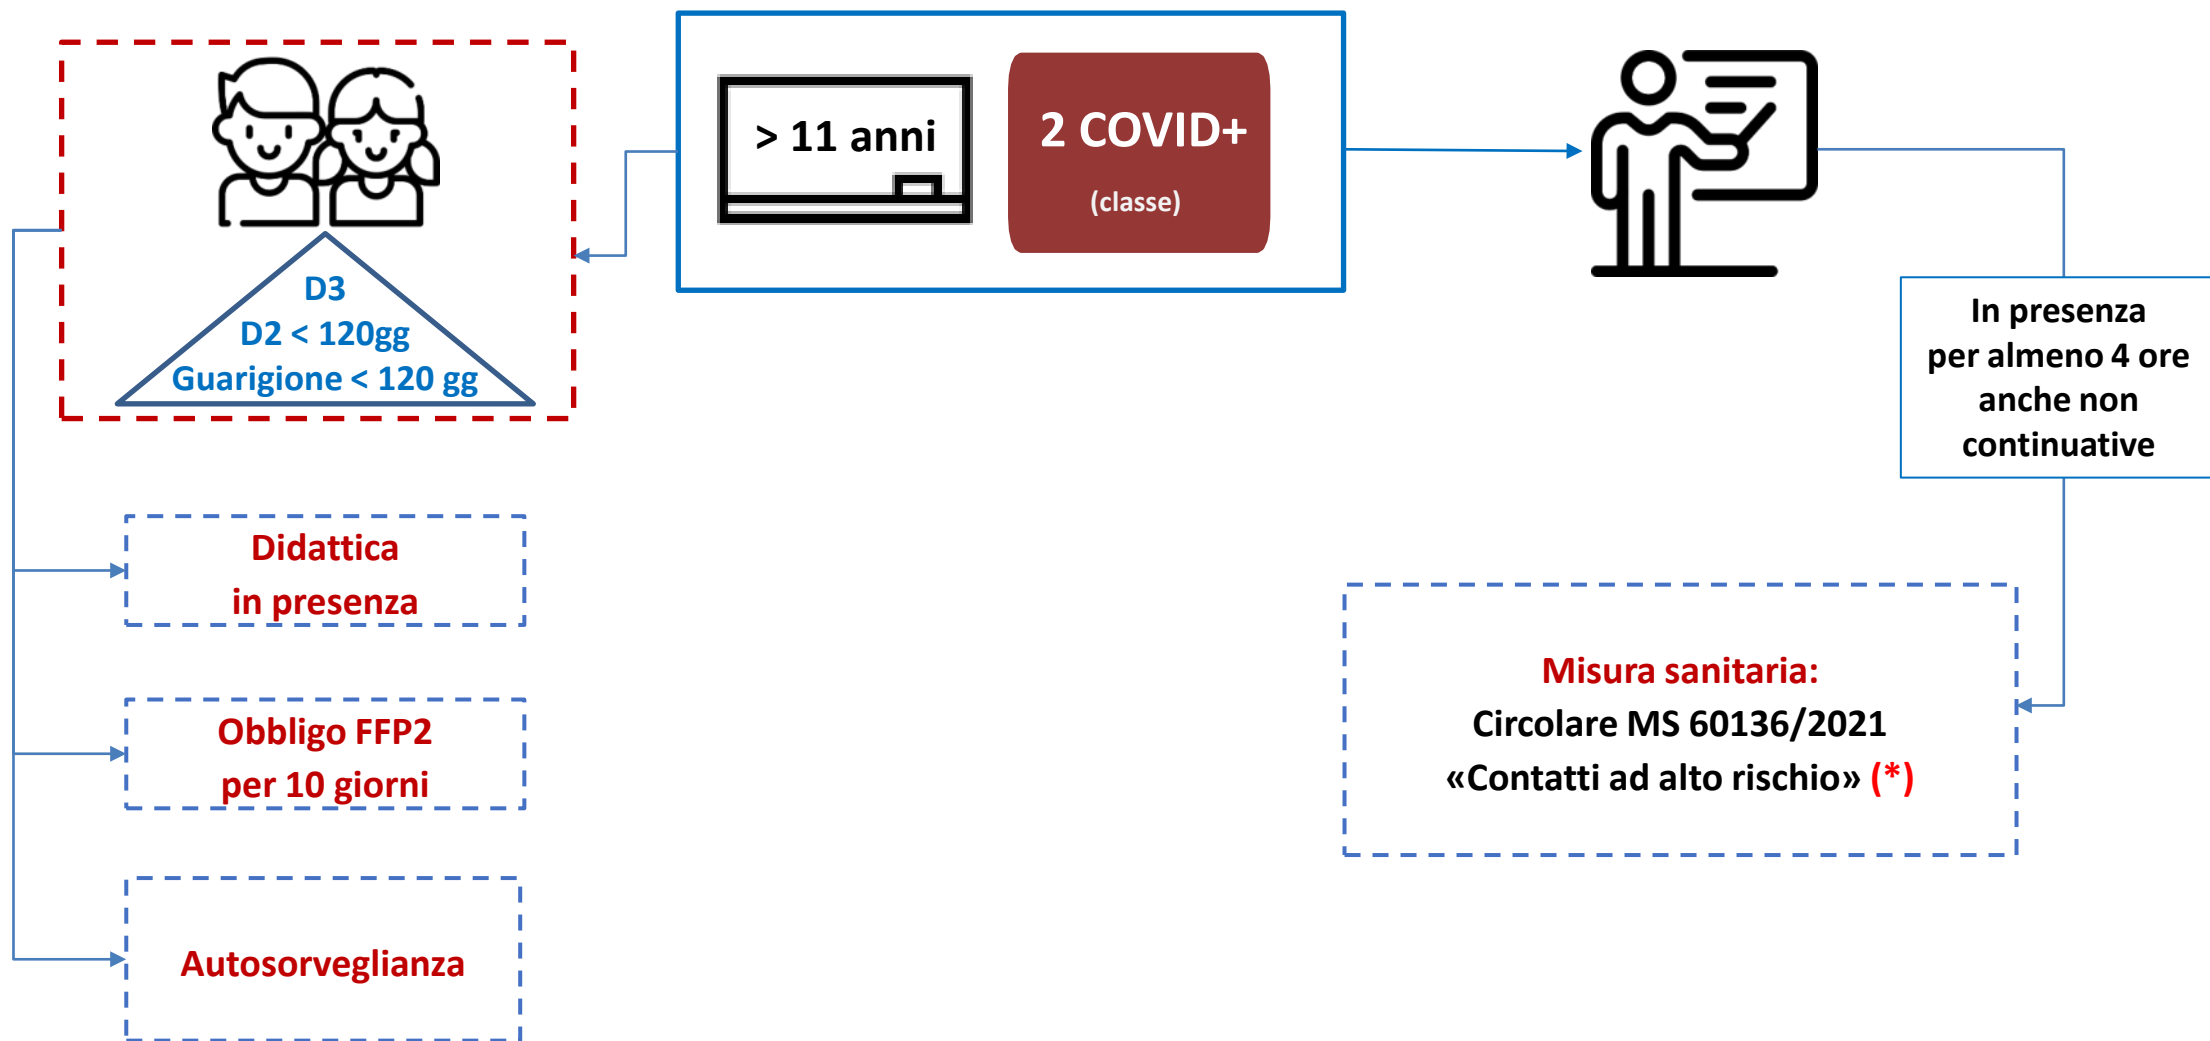 > 11 anni
2 COVID+
(classe)
D3
D2 < 120gg
Guarigione < 120 gg
In presenza
per almeno 4 ore
anche non
continuative
Didattica
in presenza
Obbligo FFP2
per 10 giorni
Autosorveglianza
Misura sanitaria:
Circolare MS 60136/2021
«Contatti ad alto rischio» (*)